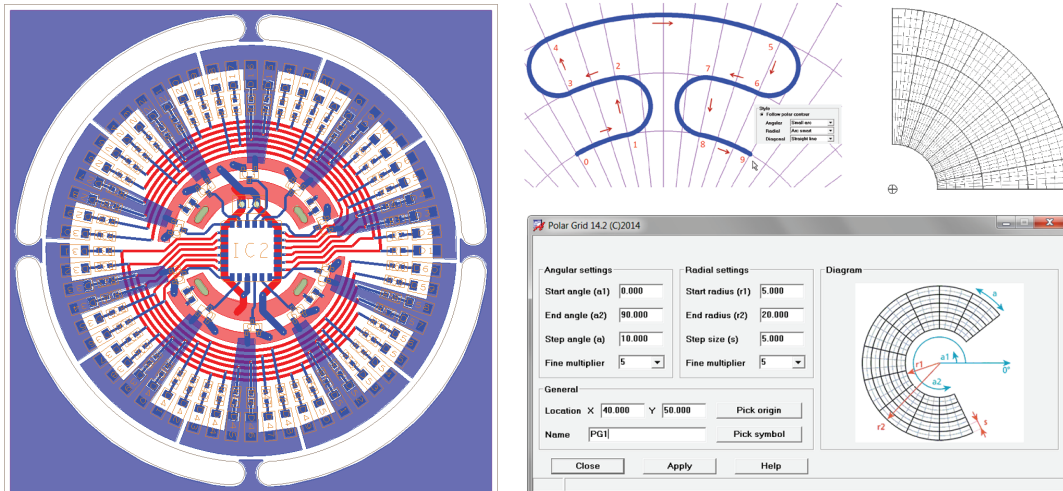 IC2
4
5
3
2
7
6
0
1
8
9
Style
Follow polar contour
Angular Small arc
Radial Arc smart
Diagonal Straight line
Polar Grid 14.2 (C)2014
Angular settings
Start angle (a1) 0.000
End angle (a2) 90.000
Step angle (a) 10.000
Fine multiplier 5
Radial settings
Start radius (r1) 5.000
End radius (r2) 20.000
Step size (s) 5.000
Fine multiplier 5
Diagram
a
a1
0°
r1
a2
r2
s
General
Location X 40.000 Y 50.000 Pick origin
Name PG1 Pick symbol
Close Apply Help